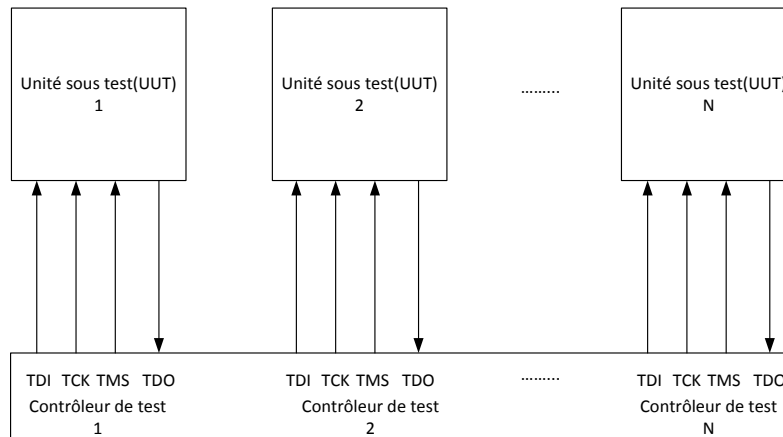 Unité sous test(UUT)
1
Unité sous test(UUT)
2
………..
Unité sous test(UUT)
N
TDI TCK TMS TDO
Contrôleur de test
1
TDI TCK TMS TDO
Contrôleur de test
2
………..
TDI TCK TMS TDO
Contrôleur de test
N